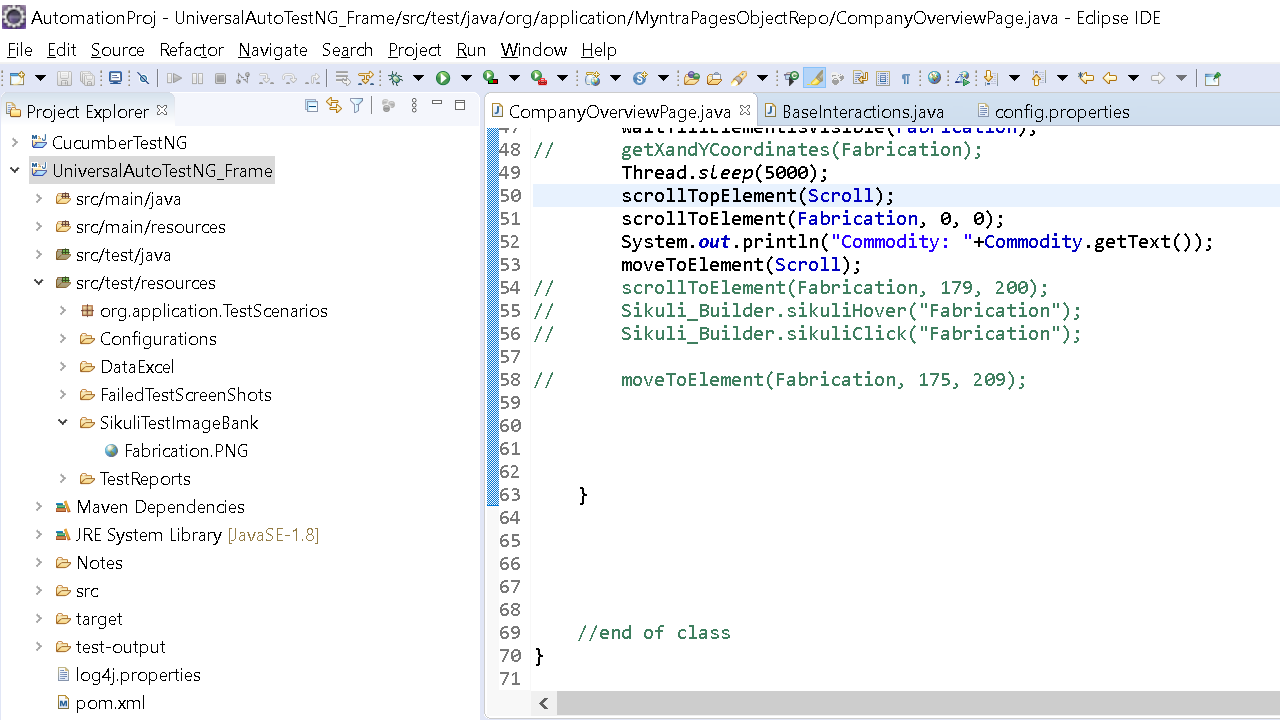 AutomationProj - UniversalAutoTestNG_Frame/src/test/java/org/application/MyntraPagesObjectRepo/CompanyOverviewPage.java - Eclipse IDE
File Edit Source Refactor Navigate Search Project Run Window Help
Project Explorer
CucumberTestNG
UniversalAutoTestNG_Frame
src/main/java
src/main/resources
src/test/java
src/test/resources
org.application.TestScenarios
Configurations
DataExcel
FailedTestScreenShots
SikuliTestImageBank
Fabrication.PNG
TestReports
Maven Dependencies
JRE System Library [JavaSE-1.8]
Notes
src
target
test-output
log4j.properties
pom.xml
CompanyOverviewPage.java BaseInteractions.java config.properties
47 waitTillElementIsVisible(Fabrication);
48 // getXandYCoordinates(Fabrication);
49 Thread.sleep(5000);
50 scrollTopElement(Scroll);
51 scrollToElement(Fabrication, 0, 0);
52 System.out.println("Commodity: "+Commodity.getText());
53 moveToElement(Scroll);
54 // scrollToElement(Fabrication, 179, 200);
55 // Sikuli_Builder.sikuliHover("Fabrication");
56 // Sikuli_Builder.sikuliClick("Fabrication");
57
58 // moveToElement(Fabrication, 175, 209);
59
60
61
62
63 }
64
65
66
67
68
69 //end of class
70 }
71